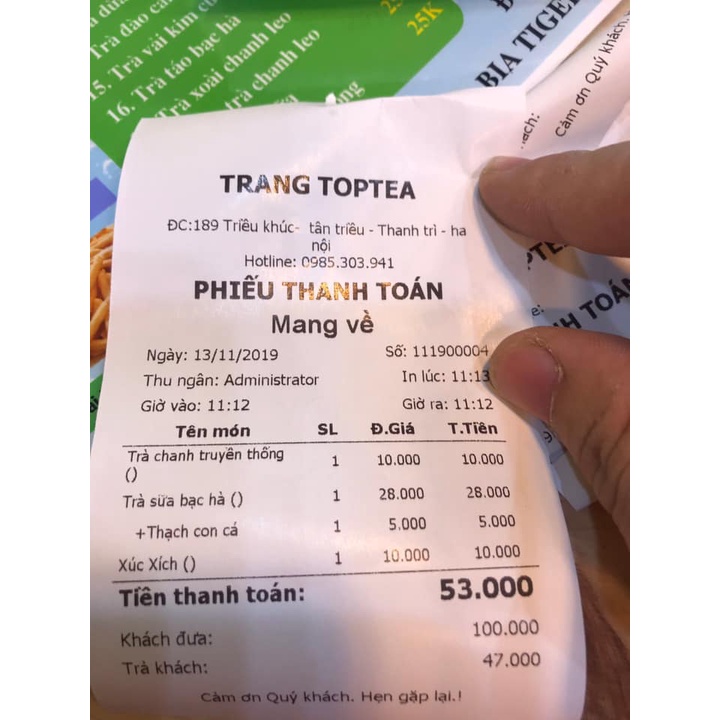 15. Trà vải kim
16. Trà táo bạc hà
Trà xoài chanh leo
trà chanh leo
25K
BIA TIGER
Cảm ơn Quý khách.
TRANG TOPTEA
ĐC:189 Triều khúc- tân triều - Thanh trì - ha
nội
Hotline: 0985.303.941
PHIẾU THANH TOÁN
Mang về
Ngày: 13/11/2019 Số: 111900004
Thu ngân: Administrator In lúc: 11:13
Giờ vào: 11:12 Giờ ra: 11:12
Tên món SL Đ.Giá T.Tiền
Trà chanh truyền thống 1 10.000 10.000
()
Trà sữa bạc hà () 1 28.000 28.000
+Thạch con cá 1 5.000 5.000
Xúc Xích () 1 10.000 10.000
Tiền thanh toán: 53.000
Khách đưa: 100.000
Trả khách: 47.000
Cảm ơn Quý khách. Hẹn gặp lại.!